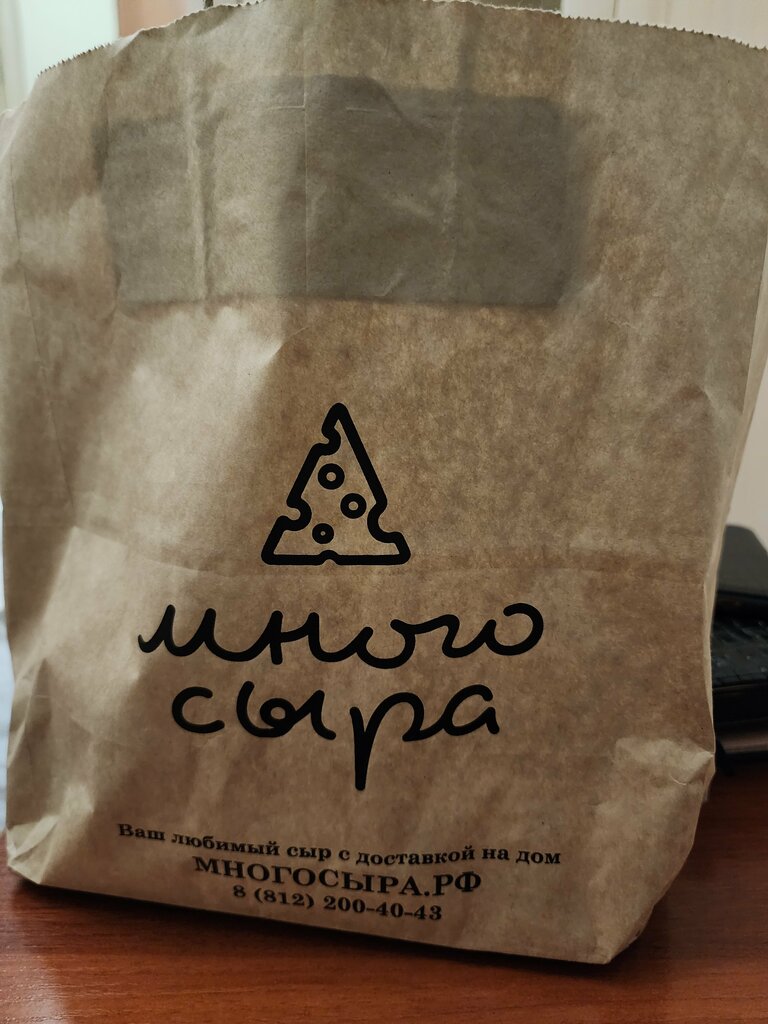 много
сыра
Ваш любимый сыр с доставкой на дом
МНОГОСЫРА.РФ
8 (812) 200-40-43